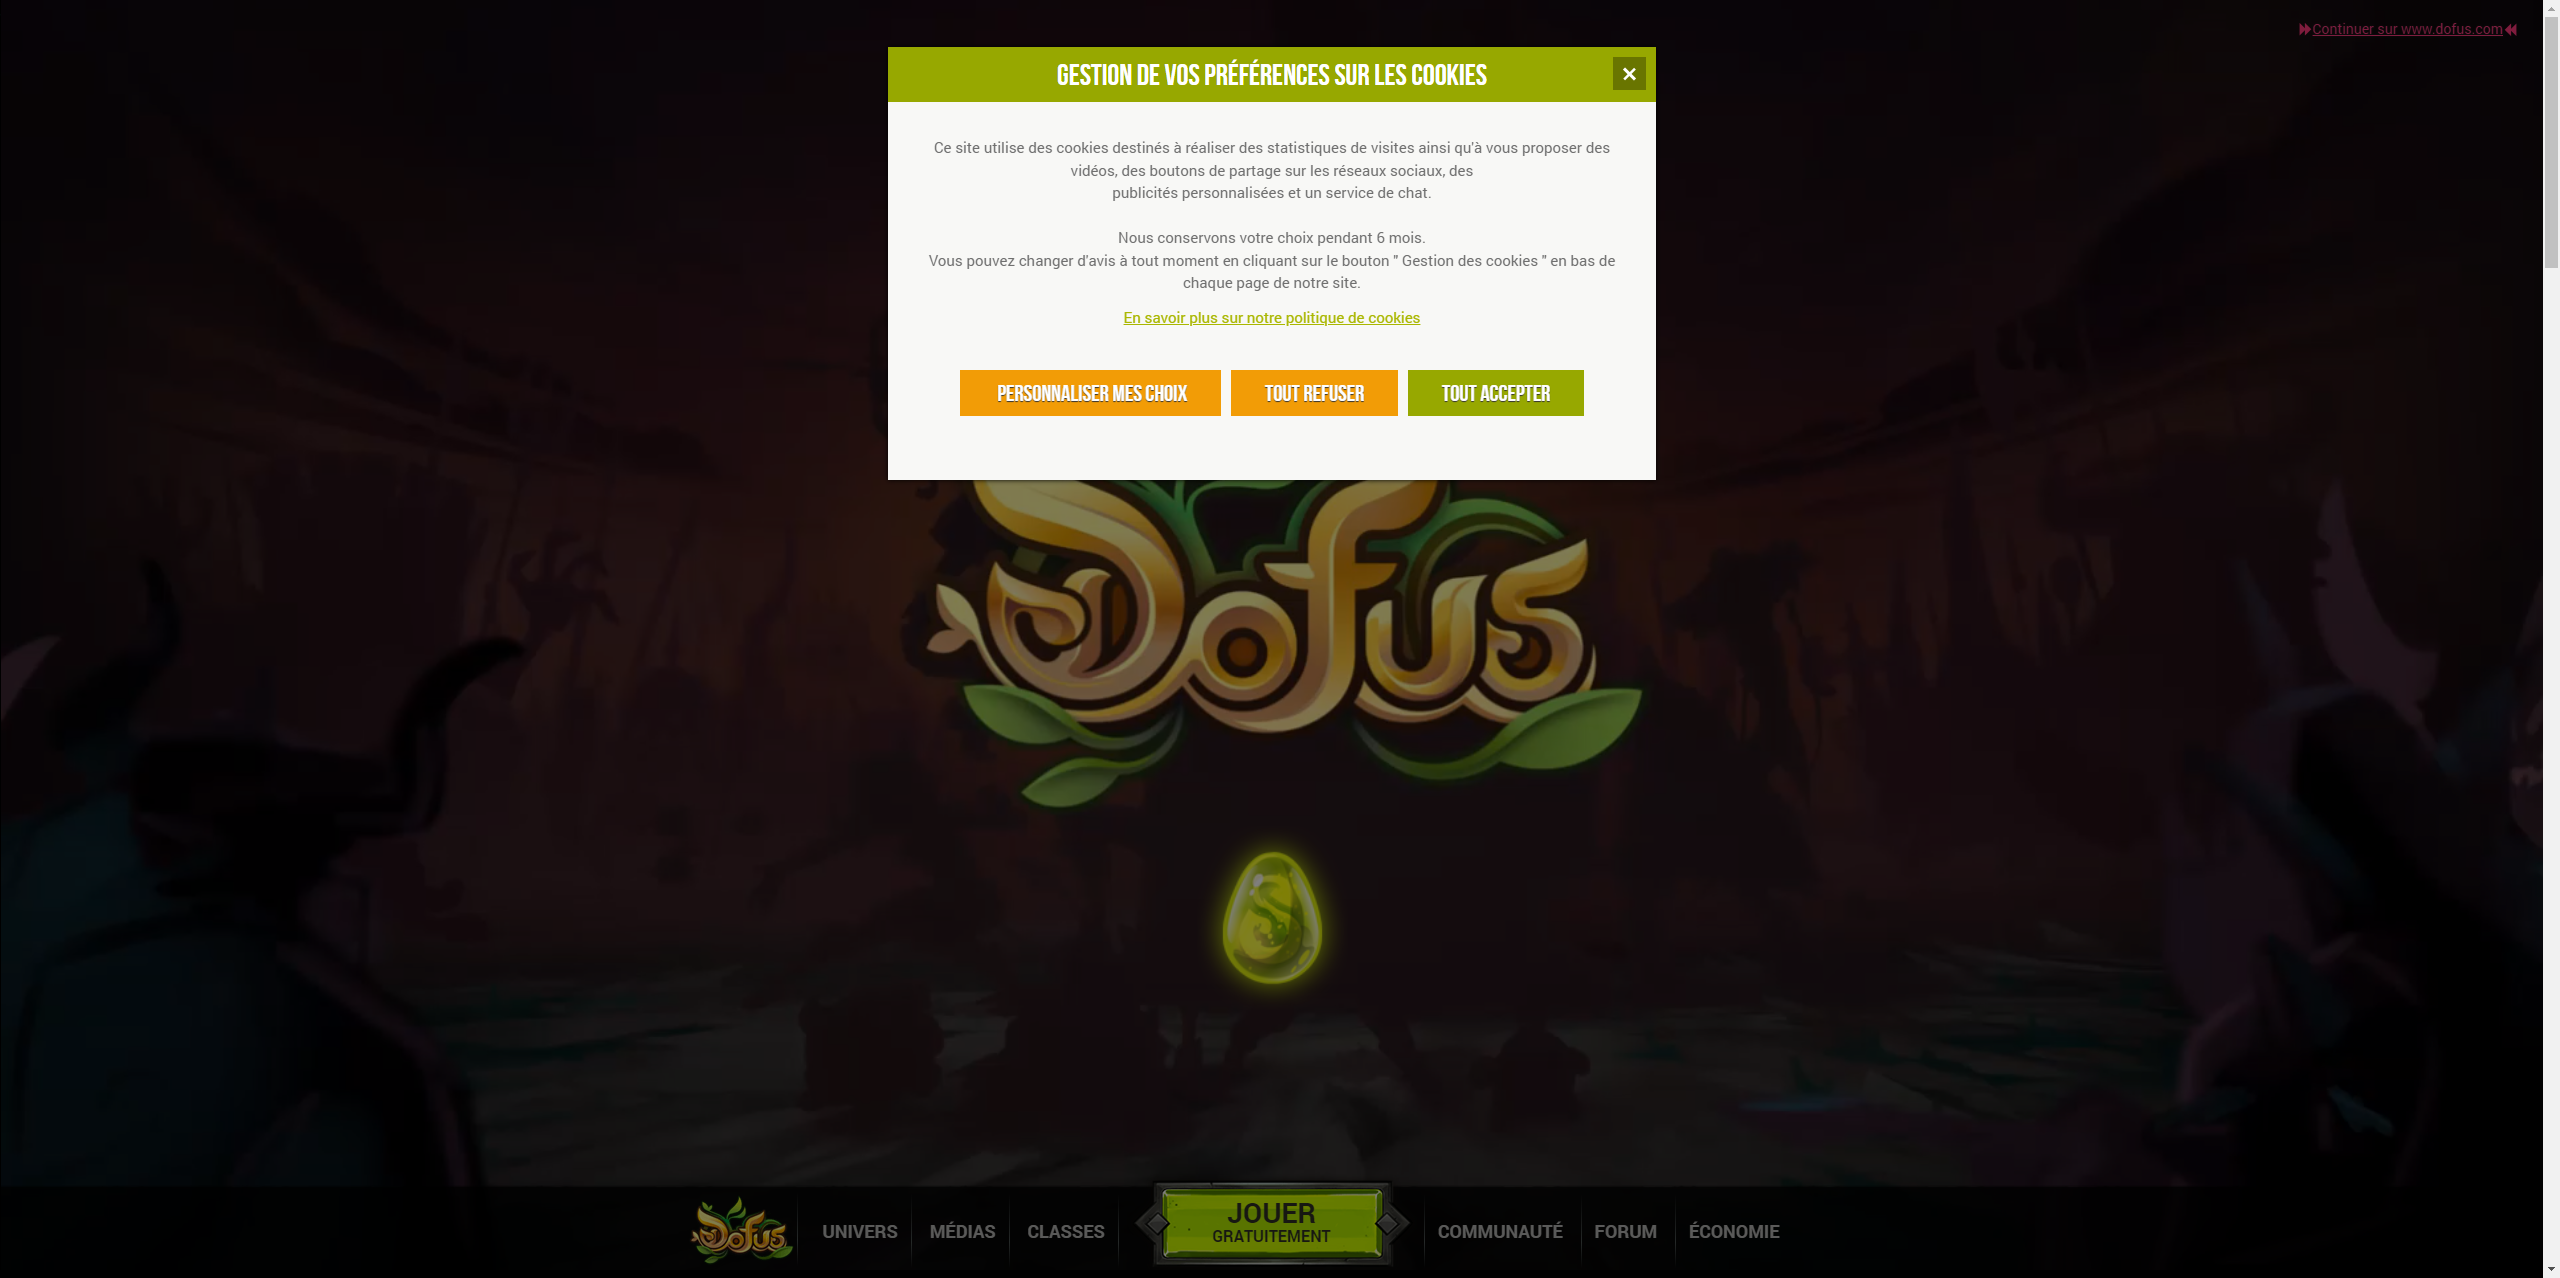 Continuer sur www.dofus.com
GESTION DE VOS PRÉFÉRENCES SUR LES COOKIES
Ce site utilise des cookies destinés à réaliser des statistiques de visites ainsi qu'à vous proposer des
vidéos, des boutons de partage sur les réseaux sociaux, des
publicités personnalisées et un service de chat.
Nous conservons votre choix pendant 6 mois.
Vous pouvez changer d'avis à tout moment en cliquant sur le bouton " Gestion des cookies " en bas de
chaque page de notre site.
En savoir plus sur notre politique de cookies
PERSONNALISER MES CHOIX
TOUT REFUSER
TOUT ACCEPTER
Dofus
Dofus
UNIVERS
MÉDIAS
CLASSES
JOUER
GRATUITEMENT
COMMUNAUTÉ
FORUM
ÉCONOMIE